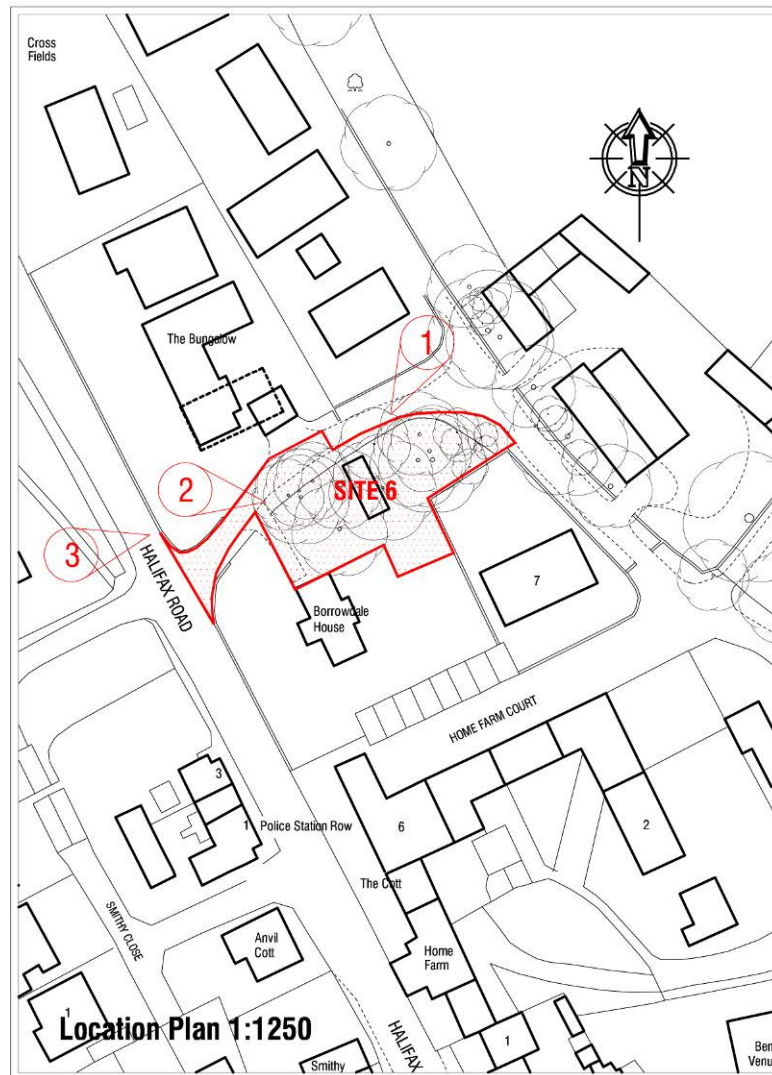 Cross
Fields
N
The Bungalow
1
2
SITE 6
3
HALIFAX ROAD
Borrowdale
House
7
HOME FARM COURT
3
1
Police Station Row
6
2
The Cott
SMITHY CLOSE
Anvil
Cott
Home
Farm
1
Location Plan 1:1250
HALIFAX
1
Smithy
Ben
Venu